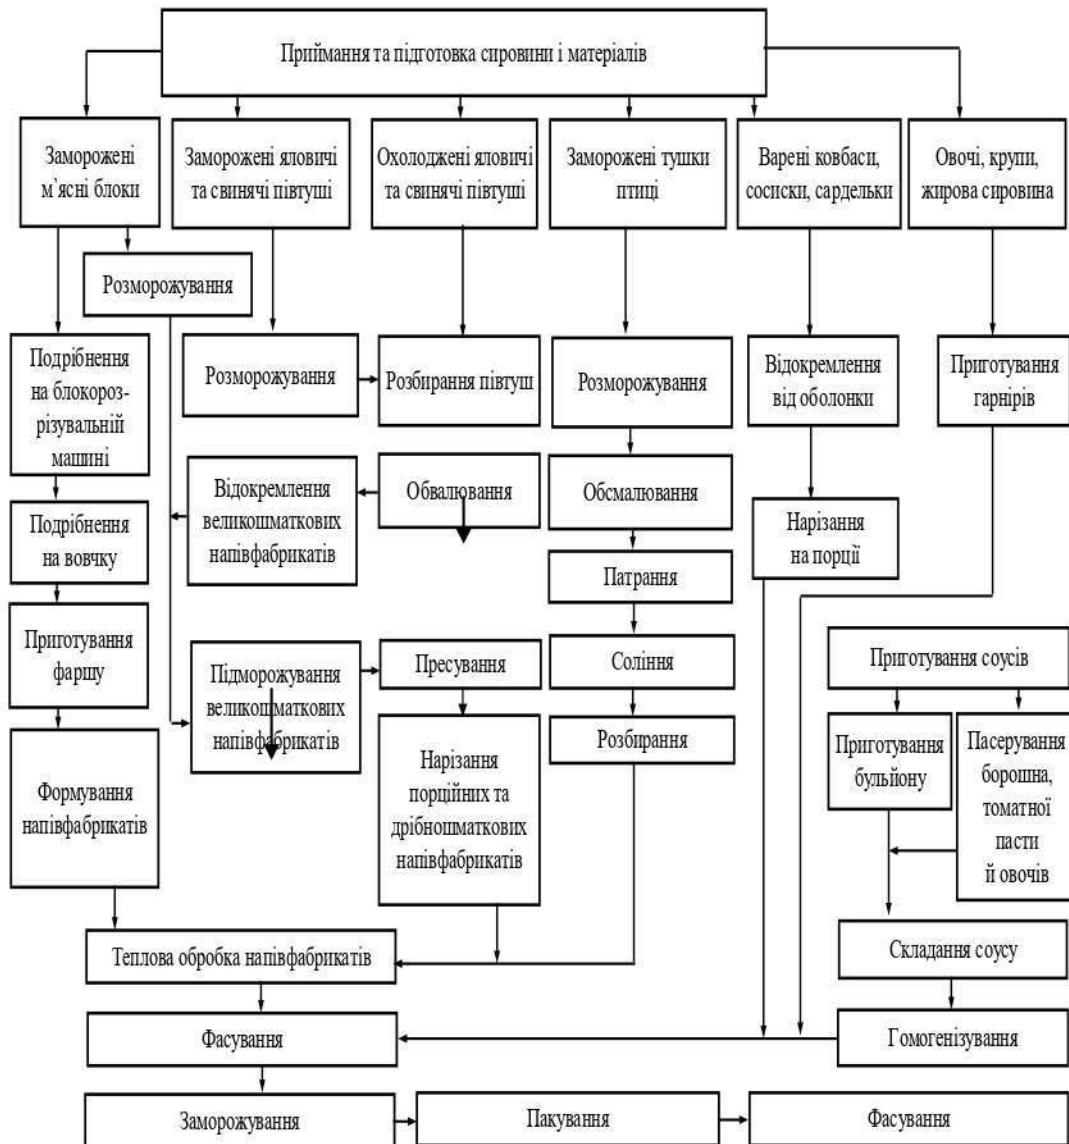 Приймання та підготовка сировини і матеріалів
Заморожені
м’ясні блоки
Заморожені яловичі
та свинячі півтуші
Охолоджені яловичі
та свинячі півтуші
Заморожені тушки
птиці
Варені ковбаси,
сосиски, сардельки
Овочі, крупи,
жирова сировина
Розморожування
Подрібнення
на блокороз-
різувальній
машині
Розморожування
Розбирання півтуш
Розморожування
Відокремлення
від оболонки
Приготування
гарнірів
Відокремлення
великошматкових
напівфабрикатів
Обвалювання
Обсмалювання
Нарізання
на порції
Подрібнення
на вовчку
Патрання
Приготування
фаршу
Підморожування
великошматкових
напівфабрикатів
Пресування
Соління
Приготування соусів
Розбирання
Формування
напівфабрикатів
Нарізання
порційних та
дрібношматкових
напівфабрикатів
Приготування
бульйону
Пасерування
борошна,
томатної
пасти
й овочів
Теплова обробка напівфабрикатів
Складання соусу
Фасування
Гомогенізування
Заморожування
Пакування
Фасування